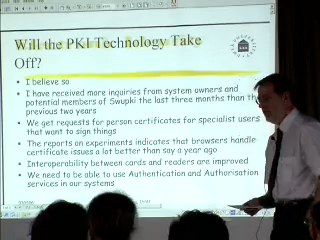 Will the PKI Technology Take
Off?
• I believe so
• I have received more inquiries from system owners and
potential members of Swupki the last three months than the
previous two years
• We get requests for person certificates for specialist users
that want to sign things
• The reports on experiments indicates that browsers handle
certificate issues a lot better than say a year ago
• Interoperability between cards and readers are improved
• We need to be able to use Authentication and Authorisation
services in our systems